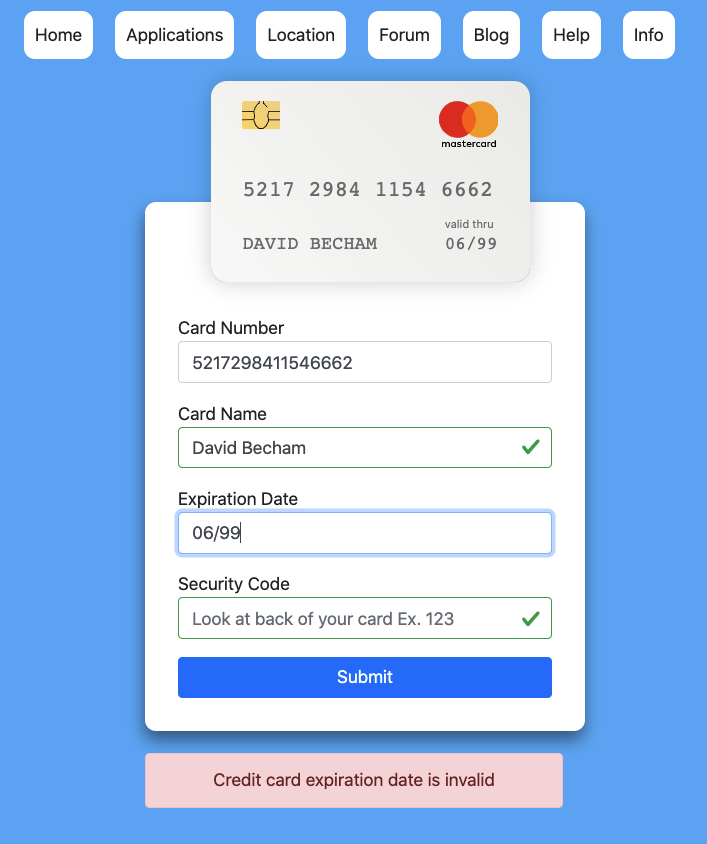 Home Applications Location Forum Blog Help Info
mastercard
5217 2984 1154 6662
valid thru
DAVID BECHAM 06/99
Card Number
5217298411546662
Card Name
David Becham
Expiration Date
06/99
Security Code
Look at back of your card Ex. 123
Submit
Credit card expiration date is invalid